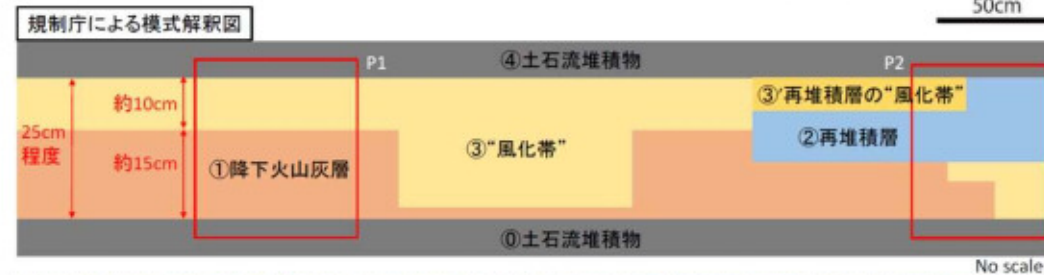 50cm
規制庁による模式解釈図
④土石流堆積物
P1
P2
約10cm
③'再堆積層の"風化帯"
25cm
程度
②再堆積層
③"風化帯"
約15cm
①降下火山灰層
⓪土石流堆積物
No scale